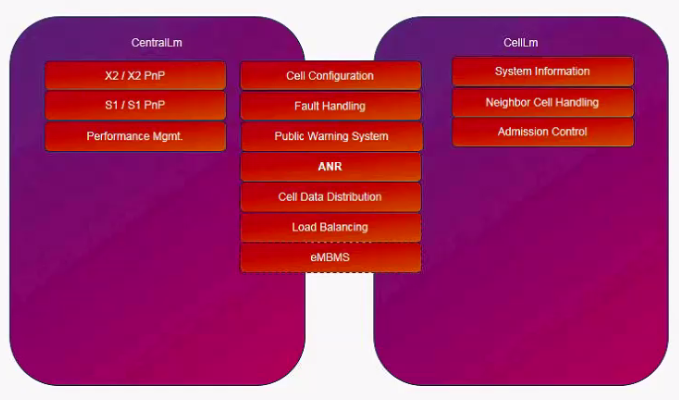 CentralLm
X2 / X2 PnP
S1 / S1 PnP
Performance Mgmt.
Cell Configuration
Fault Handling
Public Warning System
ANR
Cell Data Distribution
Load Balancing
eMBMS
CellLm
System Information
Neighbor Cell Handling
Admission Control